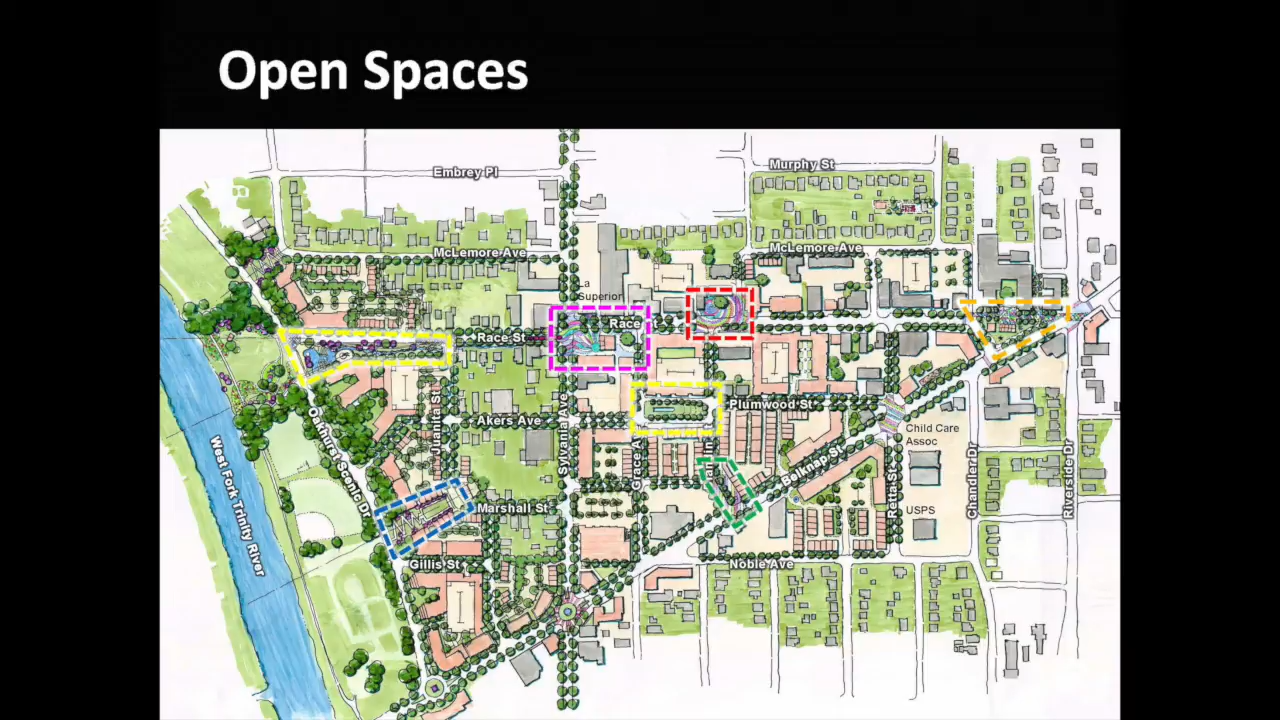 Open Spaces
Murphy St
Embrey Pl
McLemore Ave
McLemore Ave
La
Superior
Race
Race St
Plumwood St
Akers Ave
Juanita St
Sylvania Ave
Oakhurst Scenic Dr
West Fork Trinity River
Child Care
Assoc
Belknap St
Retta St
Chandler Dr
Riverside Dr
Marshall St
USPS
Gillis St
Noble Ave